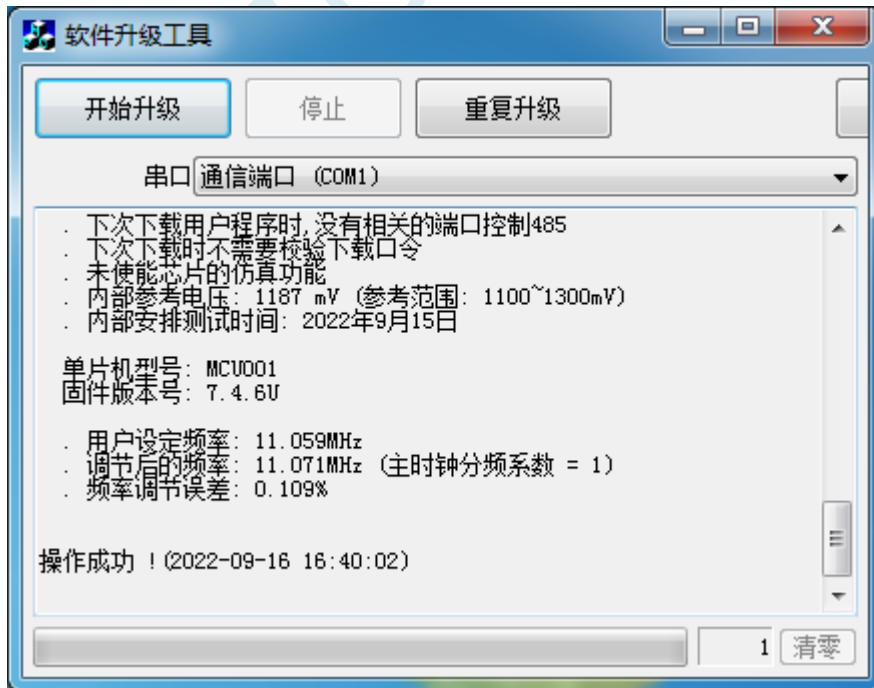 软件升级工具
开始升级 停止 重复升级
串口 通信端口 (COM1)
. 下次下载用户程序时,没有相关的端口控制485
. 下次下载时不需要校验下载口令
. 未使能芯片的仿真功能
. 内部参考电压: 1187 mV (参考范围: 1100~1300mV)
. 内部安排测试时间: 2022年9月15日
单片机型号: MCU001
固件版本号: 7.4.6U
. 用户设定频率: 11.059MHz
. 调节后的频率: 11.071MHz (主时钟分频系数 = 1)
. 频率调节误差: 0.109%
操作成功 !(2022-09-16 16:40:02)
1 清零